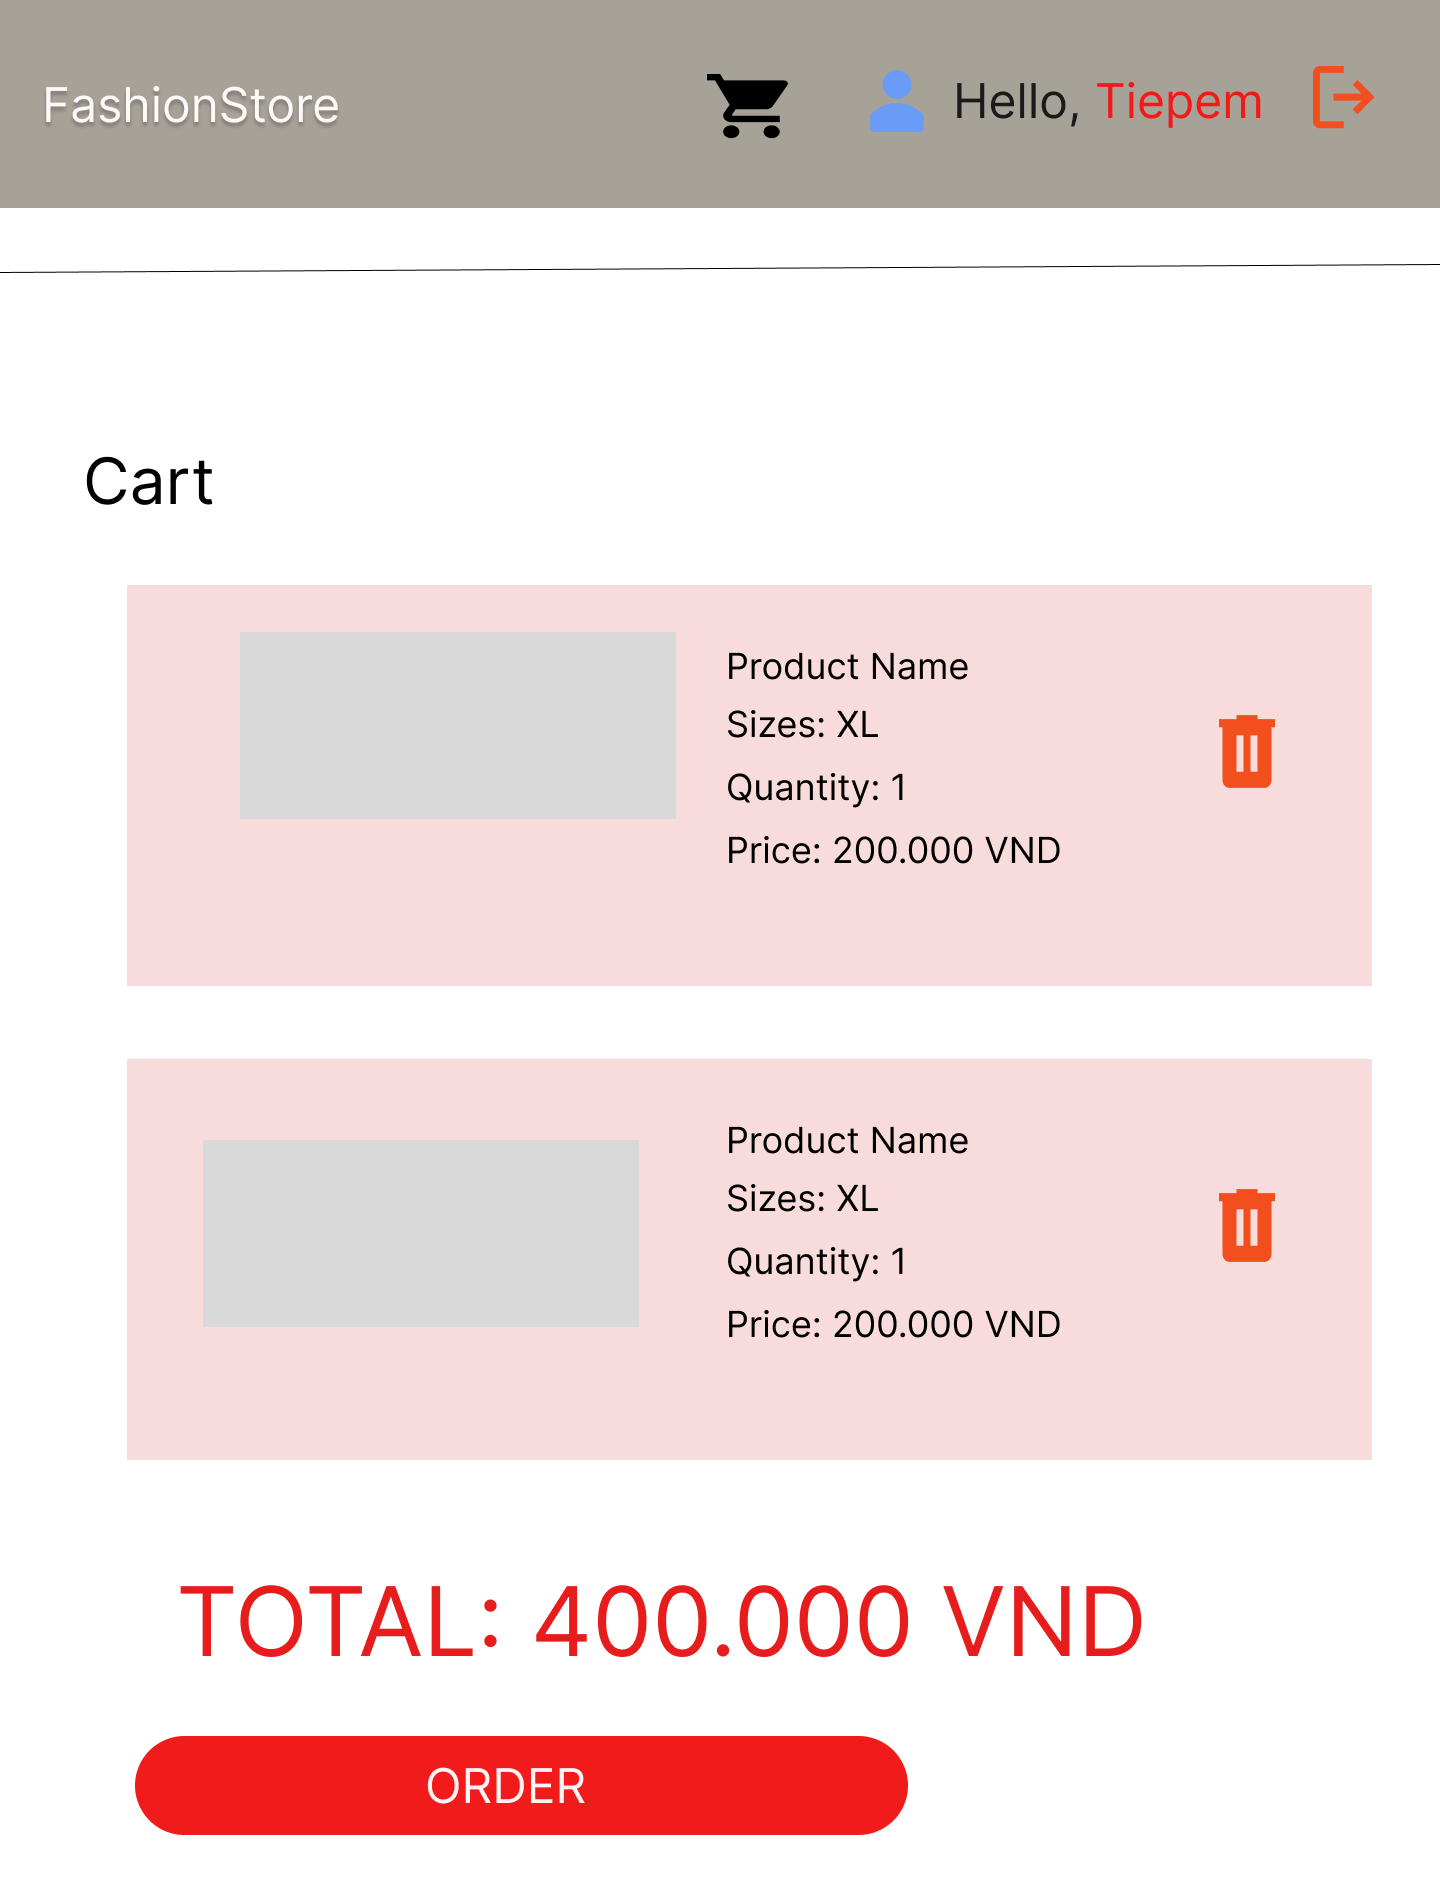 FashionStore
Hello, Tiepem
Cart
Product Name
Sizes: XL
Quantity: 1
Price: 200.000 VND
Product Name
Sizes: XL
Quantity: 1
Price: 200.000 VND
TOTAL: 400.000 VND
ORDER